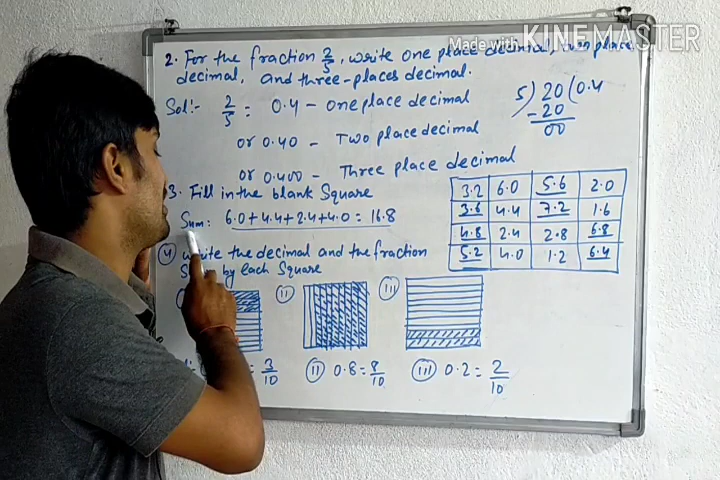 Made with KINEMASTER
2. For the fraction 2/5, write one place decimal, two place
decimal, and three-places decimal.
Sol:- 2/5 = 0.4 - one place decimal
5) 20 (0.4
-20
00
or 0.40 - Two place decimal
or 0.400 - Three place decimal
3. Fill in the blank Square
Sum: 6.0+4.4+2.4+4.0 = 16.8
3.2 6.0 5.6 2.0
3.6 4.4 7.2 1.6
4.8 2.4 2.8 6.8
5.2 4.0 1.2 6.4
4 write the decimal and the fraction
by each Square
ii iii
= 3/10 ii 0.8 = 8/10 iii 0.2 = 2/10